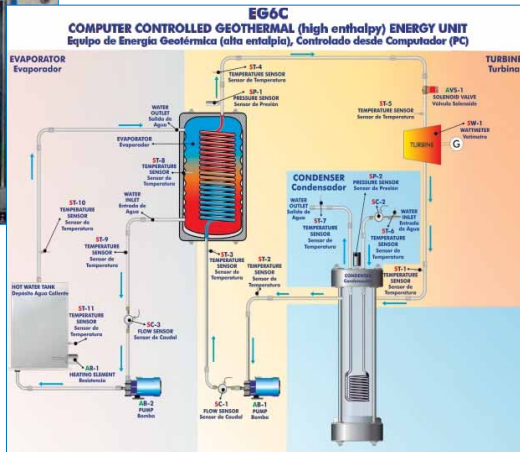 EG6C
COMPUTER CONTROLLED GEOTHERMAL (high enthalpy) ENERGY UNIT
Equipo de Energía Geotérmica (alta entalpia), Controlado desde Computador (PC)
EVAPORATOR
Evaporador
TURBINE
Turbina
ST-4
TEMPERATURE SENSOR
Sensor de Temperatura
SP-1
PRESSURE SENSOR
Sensor de Presión
AVS-1
SOLENOID VALVE
Válvula Solenoide
ST-5
TEMPERATURE
SENSOR
Sensor de
Temperatura
SW-1
WATTMETER
Vatímetro
TURBINE
G
WATER
OUTLET
Salida de
Agua
EVAPORATOR
Evaporador
ST-8
TEMPERATURE
SENSOR
Sensor de
Temperatura
WATER
INLET
Entrada de
Agua
CONDENSER
Condensador
SP-2
PRESSURE SENSOR
Sensor de Presión
SC-2
WATER
OUTLET
Salida de
Agua
ST-7
TEMPERATURE
SENSOR
Sensor de
Temperatura
WATER
INLET
Entrada
de Agua
ST-6
TEMPERATURE
SENSOR
Sensor de
Temperatura
ST-10
TEMPERATURE
SENSOR
Sensor de
Temperatura
ST-9
TEMPERATURE
SENSOR
Sensor de
Temperatura
ST-3
TEMPERATURE
SENSOR
Sensor de
Temperatura
ST-2
TEMPERATURE
SENSOR
Sensor de
Temperatura
CONDENSER
Condensador
ST-1
TEMPERATURE
SENSOR
Sensor de
Temperatura
HOT WATER TANK
Depósito Agua Caliente
ST-11
TEMPERATURE
SENSOR
Sensor de
Temperatura
AR-1
HEATING ELEMENT
Resistencia
SC-3
FLOW SENSOR
Sensor de Caudal
AB-2
PUMP
Bomba
SC-1
FLOW SENSOR
Sensor de Caudal
AB-1
PUMP
Bomba